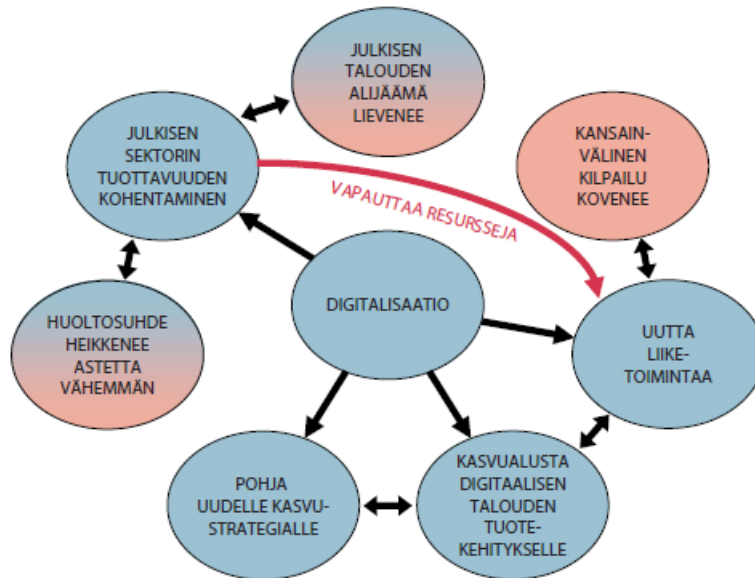 JULKISEN
TALOUDEN
ALIJÄÄMÄ
LIEVENEE
JULKISEN
SEKTORIN
TUOTTAVUUDEN
KOHENTAMINEN
KANSAIN-
VÄLINEN
KILPAILU
KOVENEE
VAPAUTTAA RESURSSEJA
DIGITALISAATIO
HUOLTOSUHDE
HEIKKENEE
ASTETTA
VÄHEMMÄN
UUTTA
LIIKE-
TOIMINTAA
POHJA
UUDELLE KASVU-
STRATEGIALLE
KASVUALUSTA
DIGITAALISEN
TALOUDEN
TUOTE-
KEHITYKSELLE